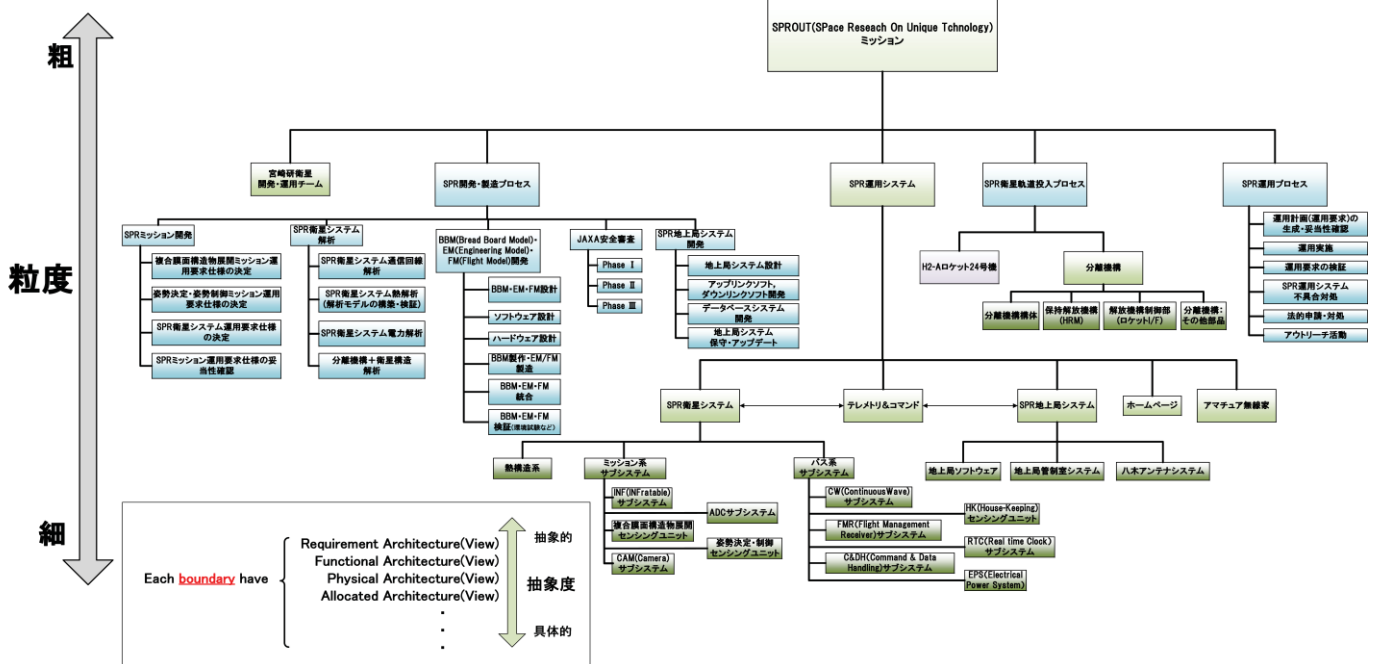 SPROUT(SPace Reseach On Unique Tchnology)
ミッション
粗
粒度
細
宮崎研衛星
開発・運用チーム
SPR開発・製造プロセス
SPR運用システム
SPR衛星軌道投入プロセス
SPR運用プロセス
SPRミッション開発
複合膜面構造物展開ミッション運
用要求仕様の決定
姿勢決定・姿勢制御ミッション運用
要求仕様の決定
SPR衛星システム運用要求仕様
の決定
SPRミッション運用要求仕様の妥
当性確認
SPR衛星システム
解析
SPR衛星システム通信回線
解析
SPR衛星システム熱解析
(解析モデルの構築・検証)
SPR衛星システム電力解析
分離機構+衛星構造
解析
BBM(Bread Board Model)・
EM(Engineering Model)・
FM(Flight Model)開発
BBM・EM・FM設計
ソフトウェア設計
ハードウェア設計
BBM製作・EM/FM
製造
BBM・EM・FM
統合
BBM・EM・FM
検証(環境試験など)
JAXA安全審査
Phase Ⅰ
Phase Ⅱ
Phase Ⅲ
SPR地上局システム
開発
地上局システム設計
アップリンクソフト,
ダウンリンクソフト開発
データベースシステム
開発
地上局システム
保守・アップデート
H2-Aロケット24号機
分離機構
分離機構構体
保持解放機構
(HRM)
解放機構制御部
(ロケットI/F)
分離機構:
その他部品
運用計画(運用要求)の
生成・妥当性確認
運用実施
運用要求の検証
SPR運用システム
不具合対処
法的申請・対処
アウトリーチ活動
SPR衛星システム
テレメトリ&コマンド
SPR地上局システム
ホームページ
アマチュア無線家
熱構造系
ミッション系
サブシステム
INF(INFratable)
サブシステム
ADCサブシステム
複合膜面構造物展開
センシングユニット
姿勢決定・制御
センシングユニット
CAM(Camera)
サブシステム
バス系
サブシステム
CW(ContinuousWave)
サブシステム
HK(House-Keeping)
センシングユニット
FMR(Flight Management
Receiver)サブシステム
RTC(Real time Clock)
サブシステム
C&DH(Command & Data
Handling)サブシステム
EPS(Electrical
Power System)
地上局ソフトウェア
地上局管制室システム
八木アンテナシステム
Each boundary have
Requirement Architecture(View)
Functional Architecture(View)
Physical Architecture(View)
Allocated Architecture(View)
・
・
・
抽象的
抽象度
具体的